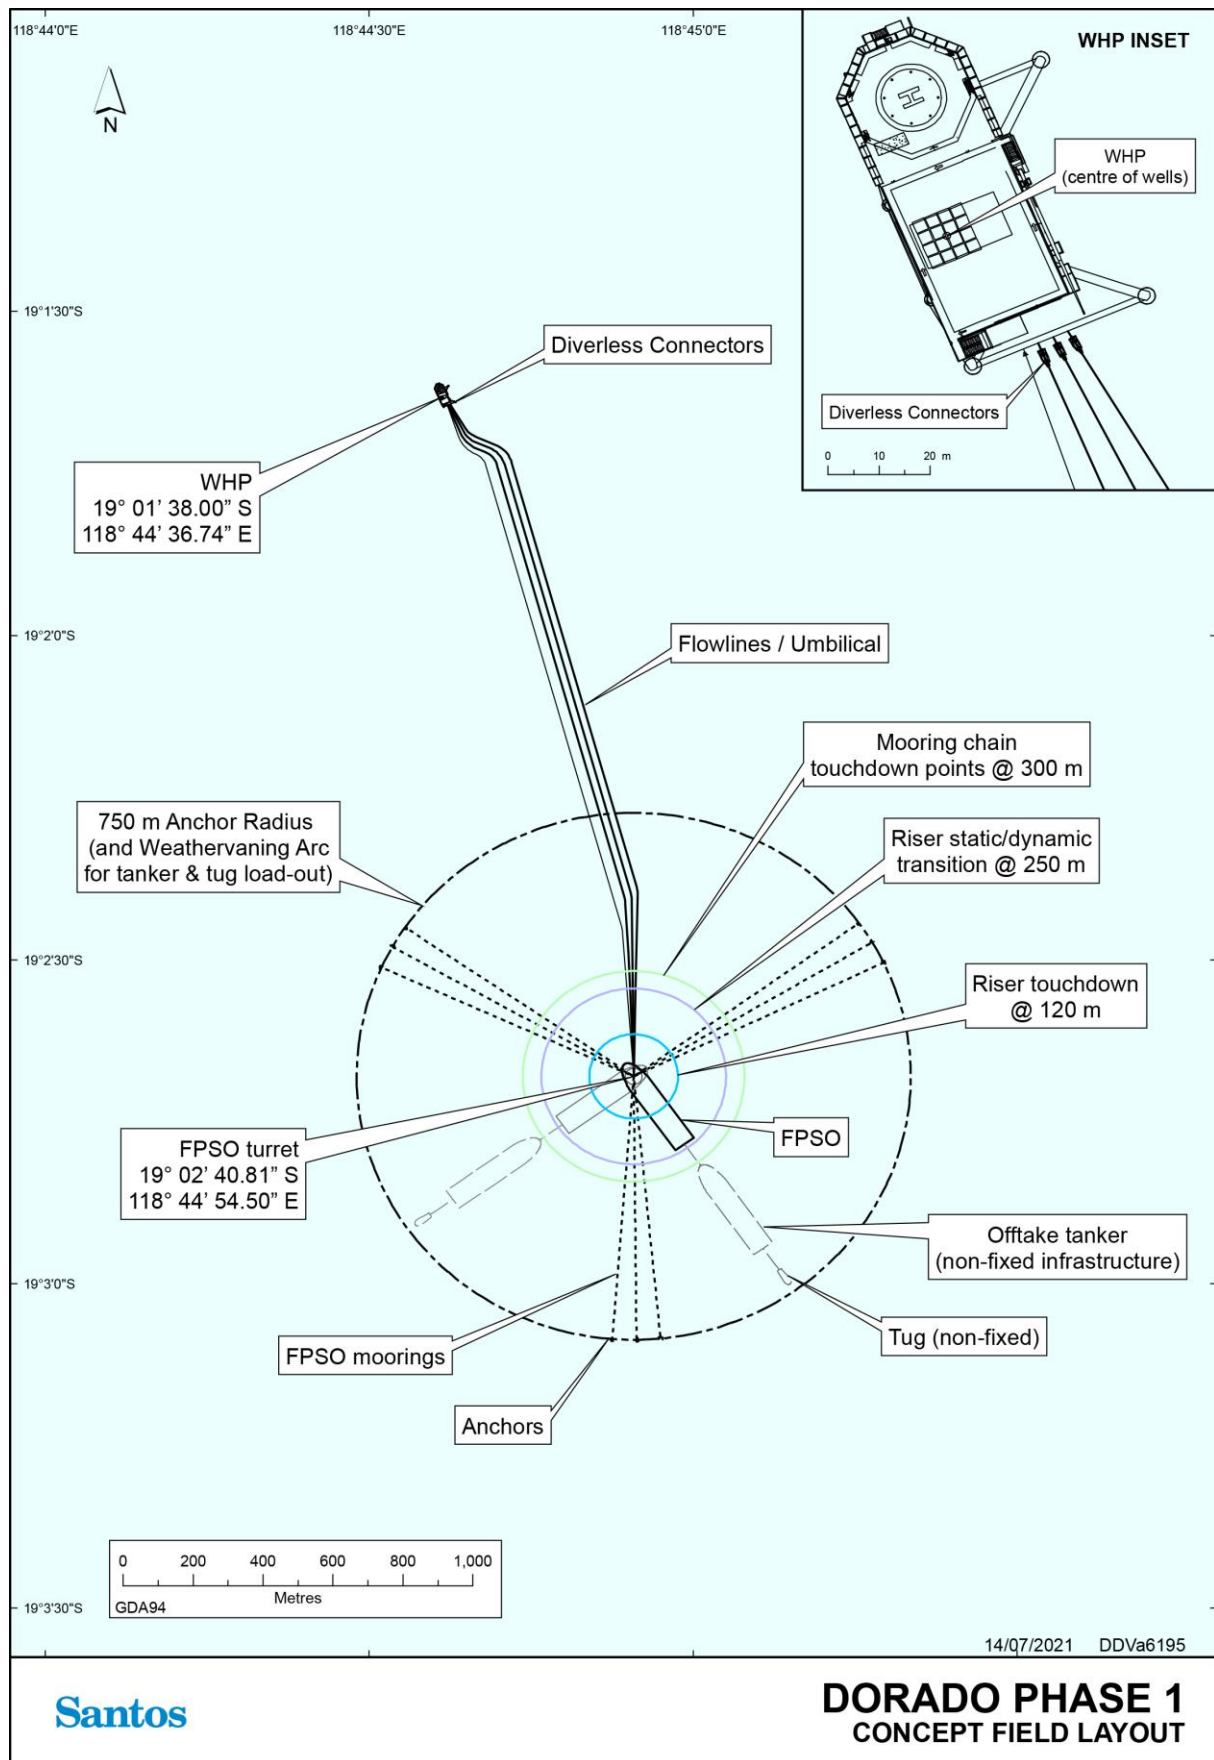 118°44'0"E
118°44'30"E
118°45'0"E
WHP INSET
N
WHP
(centre of wells)
19°1'30"S
Diverless Connectors
Diverless Connectors
0 10 20 m
WHP
19° 01’ 38.00” S
118° 44’ 36.74” E
19°2'0"S
Flowlines / Umbilical
Mooring chain
touchdown points @ 300 m
750 m Anchor Radius
(and Weathervaning Arc
for tanker & tug load-out)
Riser static/dynamic
transition @ 250 m
19°2'30"S
Riser touchdown
@ 120 m
FPSO turret
19° 02’ 40.81” S
118° 44’ 54.50” E
FPSO
Offtake tanker
(non-fixed infrastructure)
19°3'0"S
FPSO moorings
Tug (non-fixed)
Anchors
0 200 400 600 800 1,000
Metres
GDA94
19°3'30"S
14/07/2021 DDVa6195
Santos
DORADO PHASE 1
CONCEPT FIELD LAYOUT